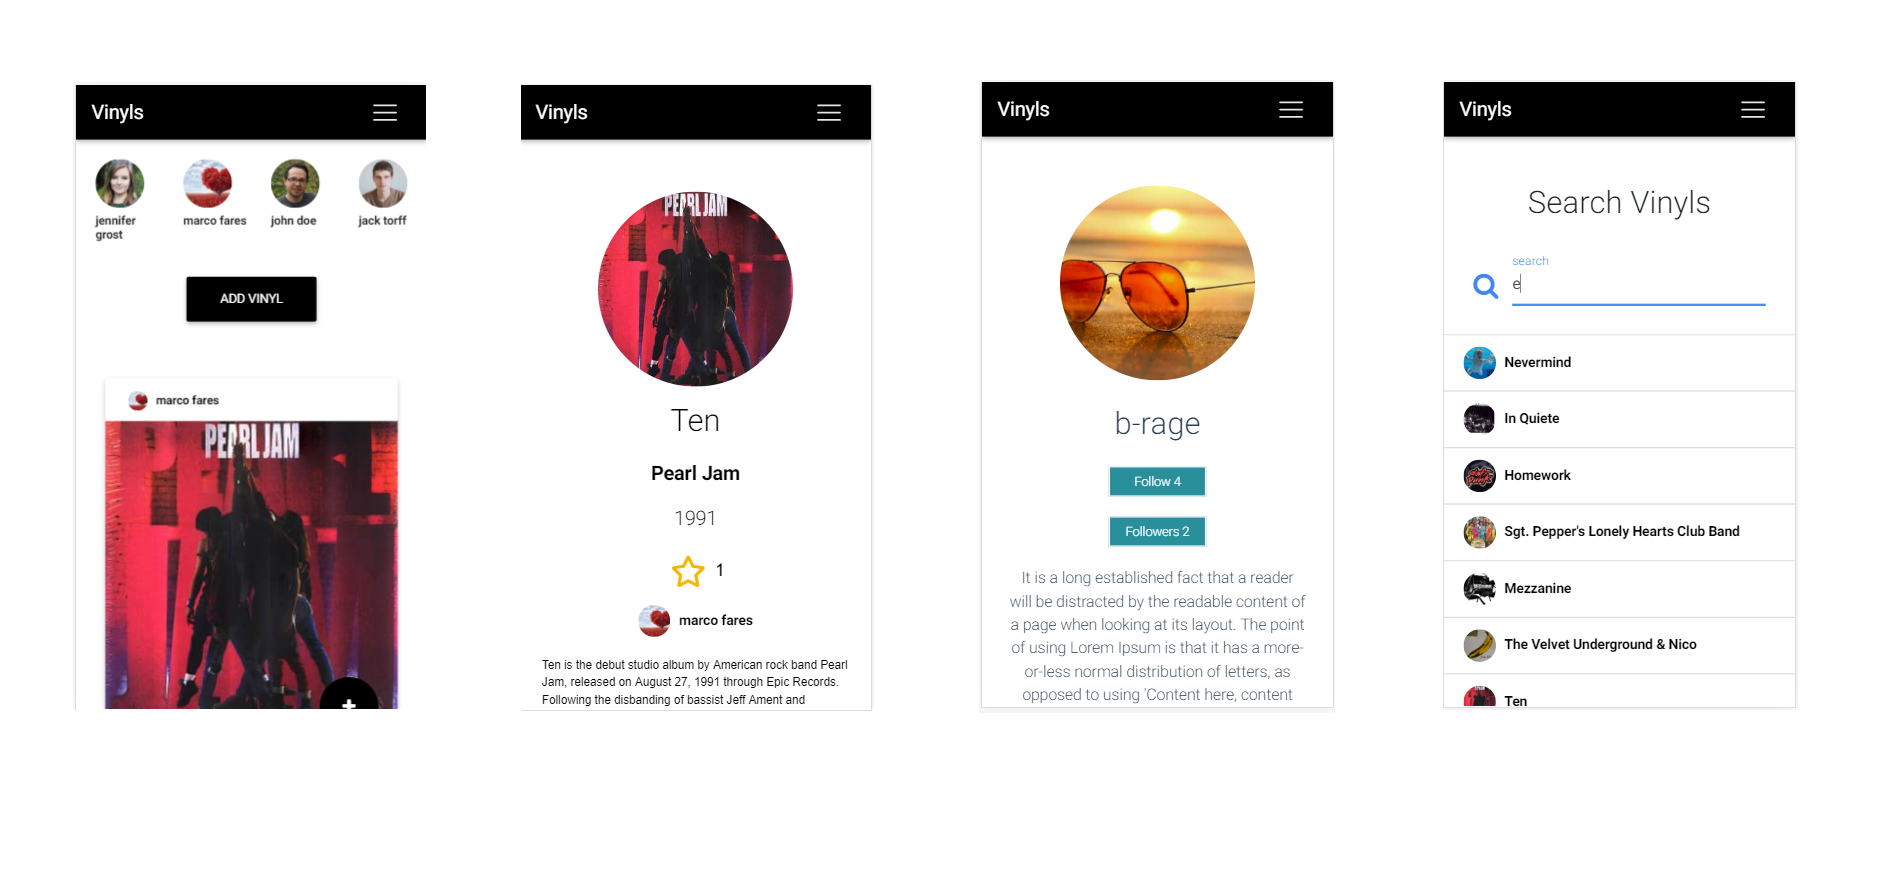 Vinyls
jennifer
grost
marco fares
john doe
jack torff
ADD VINYL
marco fares
PEARL JAM
+
Vinyls
PEARL JAM
Ten
Pearl Jam
1991
1
marco fares
Ten is the debut studio album by American rock band Pearl
Jam, released on August 27, 1991 through Epic Records.
Following the disbanding of bassist Jeff Ament and
Vinyls
b-rage
Follow 4
Followers 2
It is a long established fact that a reader
will be distracted by the readable content of
a page when looking at its layout. The point
of using Lorem Ipsum is that it has a more-
or-less normal distribution of letters, as
opposed to using 'Content here, content
Vinyls
Search Vinyls
search
e
Nevermind
In Quiete
Homework
Sgt. Pepper's Lonely Hearts Club Band
Mezzanine
The Velvet Underground & Nico
Ten